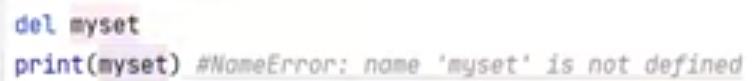 del myset
print(myset) #NameError: name 'myset' is not defined